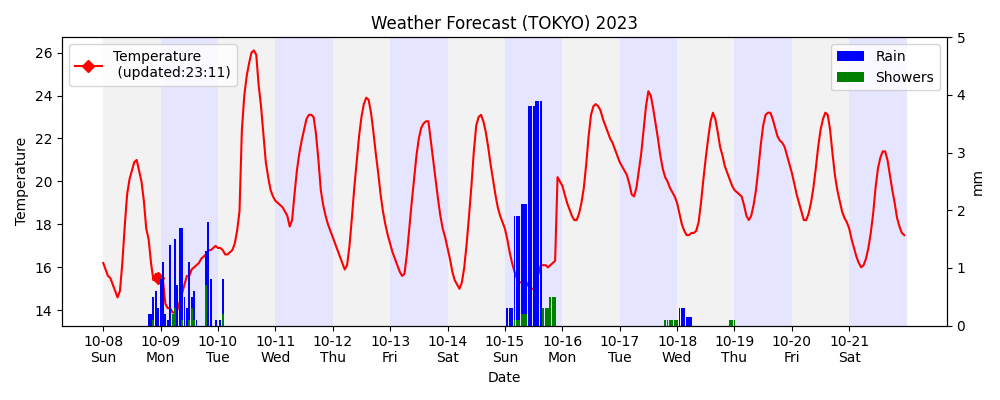 Weather Forecast (TOKYO) 2023
Temperature
(updated:23:11)
Rain
Showers
26
24
22
20
18
16
14
Temperature
5
4
3
2
1
0
mm
10-08 10-09 10-10 10-11 10-12 10-13 10-14 10-15 10-16 10-17 10-18 10-19 10-20 10-21
Sun Mon Tue Wed Thu Fri Sat Sun Mon Tue Wed Thu Fri Sat
Date